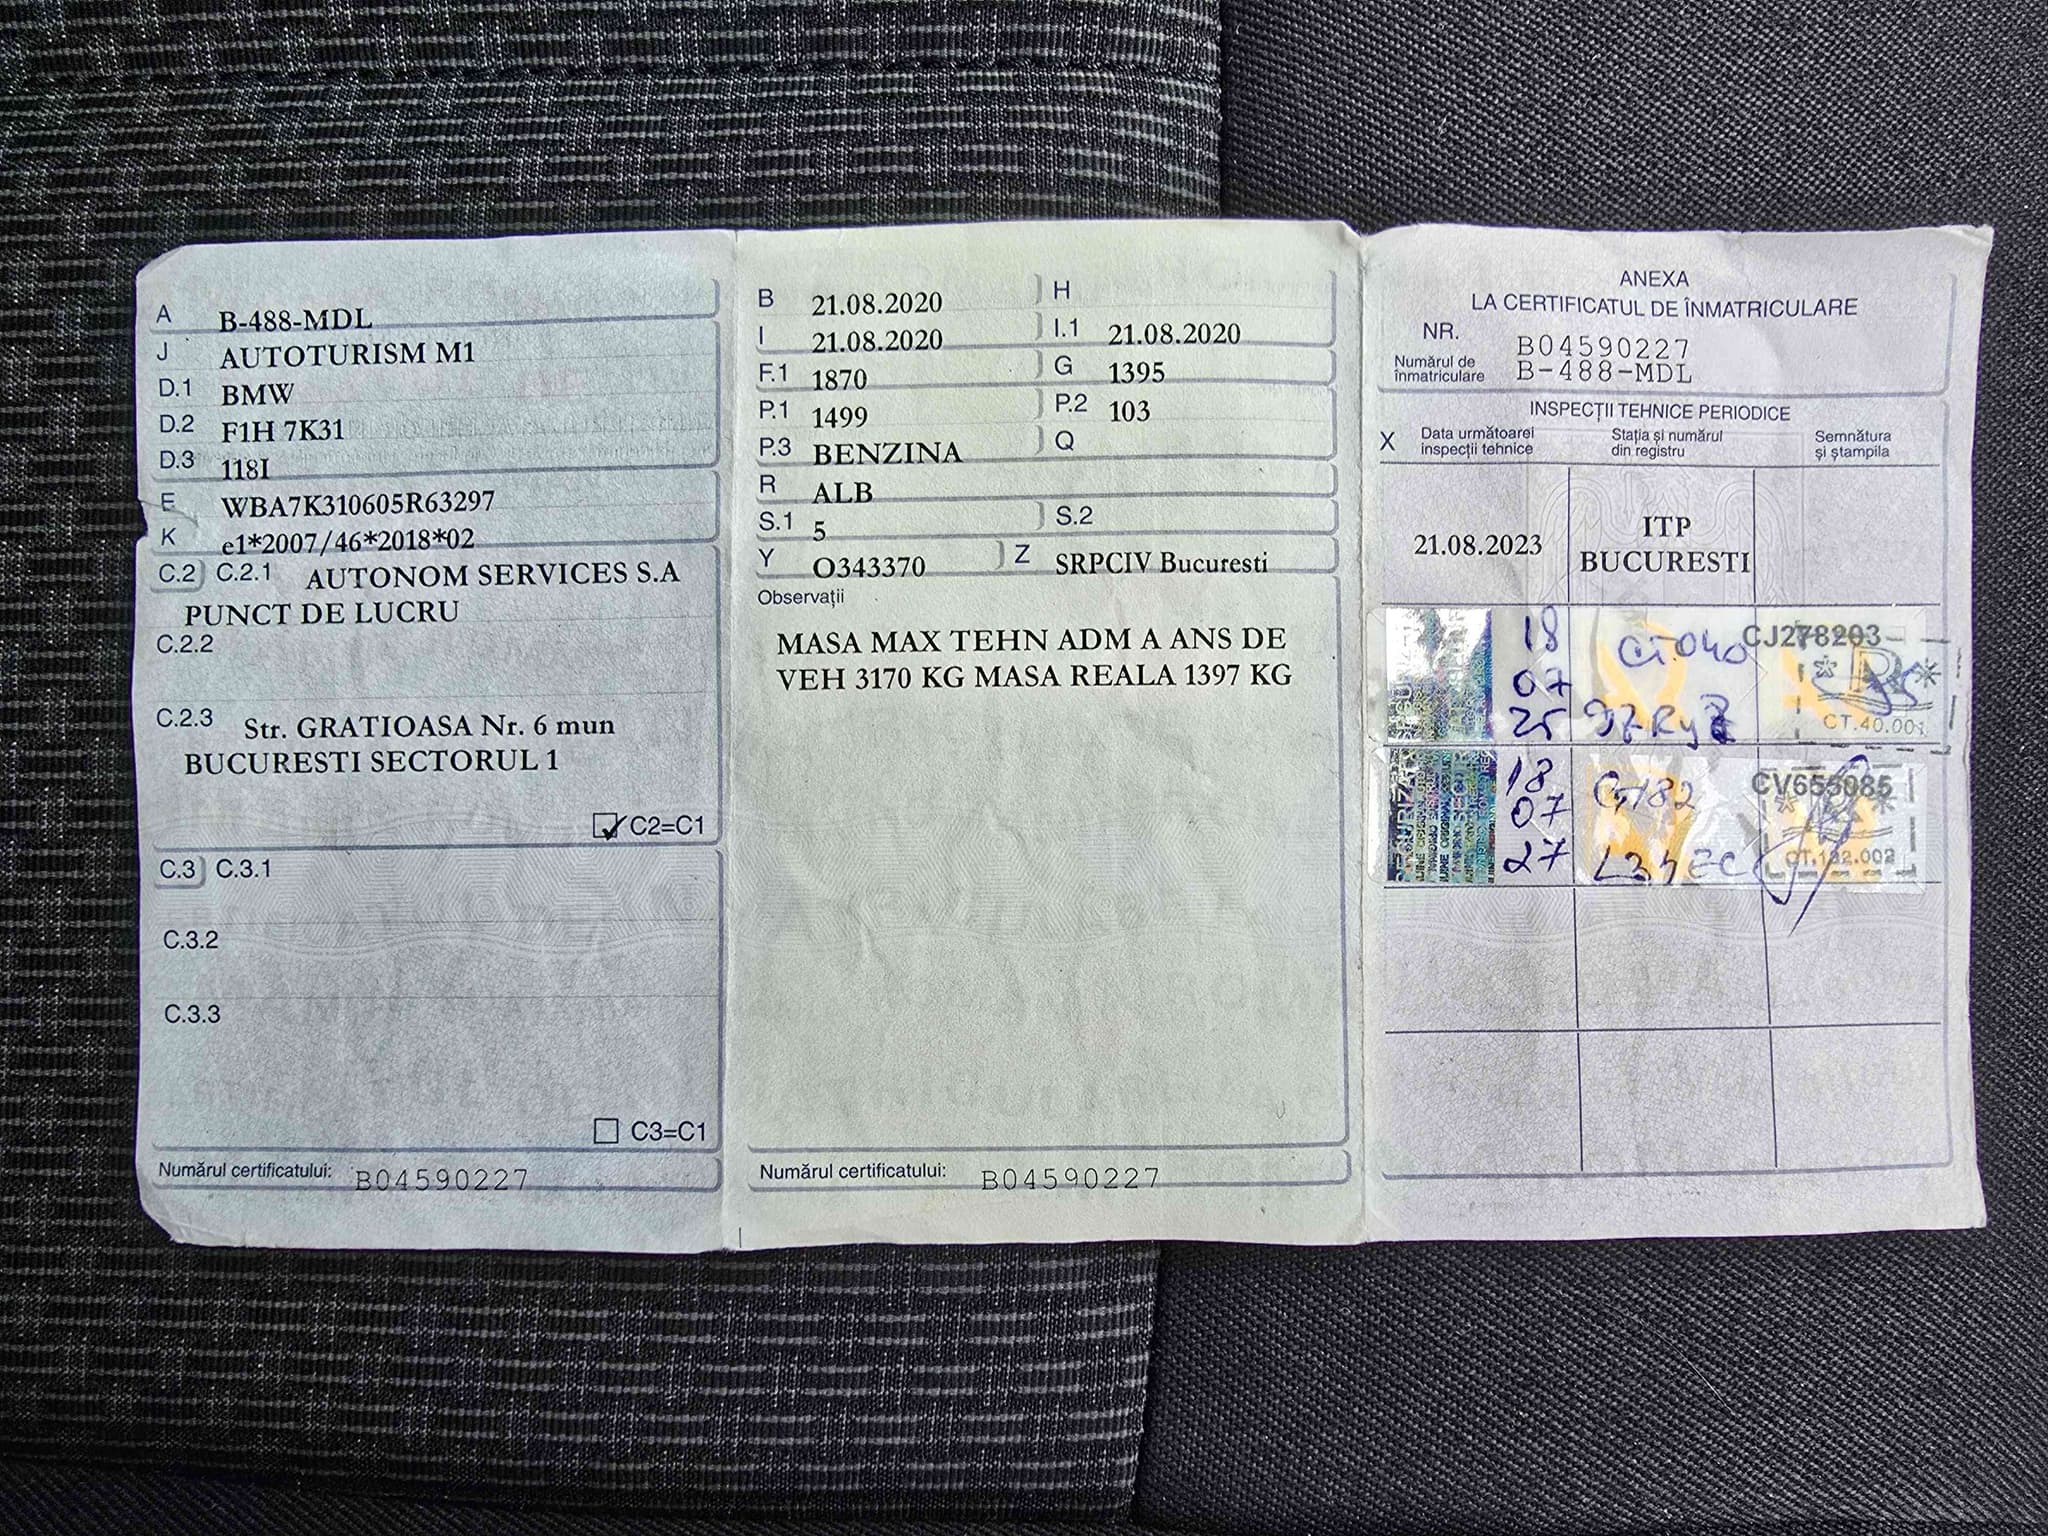 A B-488-MDL
J AUTOTURISM M1
D.1 BMW
D.2 F1H 7K31
D.3 118I
E WBA7K310605R63297
K e1*2007/46*2018*02
C.2 C.2.1 AUTONOM SERVICES S.A
PUNCT DE LUCRU
C.2.2
C.2.3 Str. GRATIOASA Nr. 6 mun
BUCURESTI SECTORUL 1
C2=C1
C.3 C.3.1
C.3.2
C.3.3
C3=C1
Numărul certificatului: B04590227
B 21.08.2020 H
I 21.08.2020 I.1 21.08.2020
F.1 1870 G 1395
P.1 1499 P.2 103
P.3 BENZINA Q
R ALB
S.1 5 S.2
Y O343370 Z SRPCIV Bucuresti
Observații
MASA MAX TEHN ADM A ANS DE
VEH 3170 KG MASA REALA 1397 KG
Numărul certificatului: B04590227
ANEXA
LA CERTIFICATUL DE ÎNMATRICULARE
NR. B04590227
Numărul de
înmatriculare B-488-MDL
INSPECȚII TEHNICE PERIODICE
X Data următoarei
inspecții tehnice
Stația și numărul
din registru
Semnătura
și ștampila
21.08.2023
ITP
BUCURESTI
18
07
25
CT040
CJ278203
CT.40.001
18
07
27
CT182
CV655085
CT.182.002